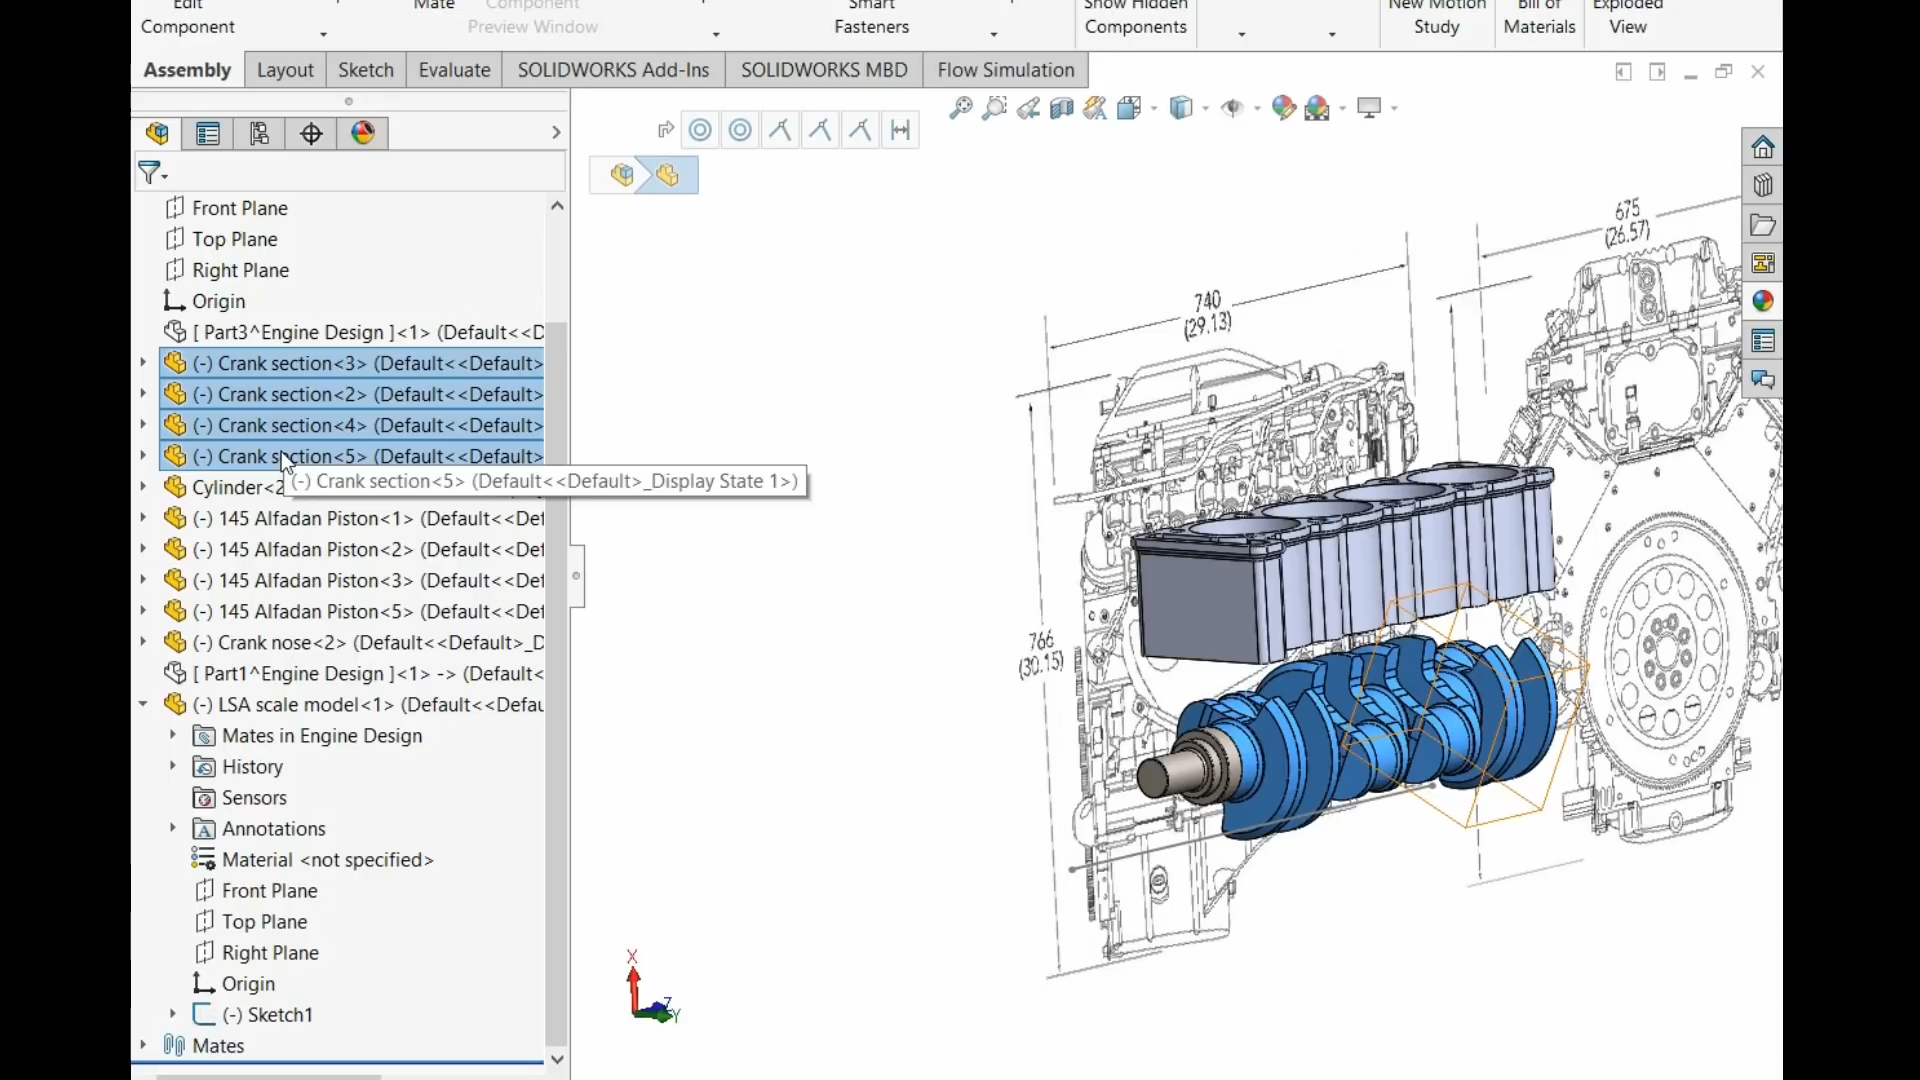 Edit
Component
Mate
Component
Preview Window
Smart
Fasteners
Show Hidden
Components
New Motion
Study
Bill of
Materials
Exploded
View
Assembly
Layout
Sketch
Evaluate
SOLIDWORKS Add-Ins
SOLIDWORKS MBD
Flow Simulation
Front Plane
Top Plane
Right Plane
Origin
[ Part3^Engine Design ]<1> (Default<<D
(-) Crank section<3> (Default<<Default>
(-) Crank section<2> (Default<<Default>
(-) Crank section<4> (Default<<Default>
(-) Crank section<5> (Default<<Default>
(-) Crank section<5> (Default<<Default>_Display State 1>)
Cylinder<2
(-) 145 Alfadan Piston<1> (Default<<Def
(-) 145 Alfadan Piston<2> (Default<<Def
(-) 145 Alfadan Piston<3> (Default<<Def
(-) 145 Alfadan Piston<5> (Default<<Def
(-) Crank nose<2> (Default<<Default>_D
[ Part1^Engine Design ]<1> -> (Default<
(-) LSA scale model<1> (Default<<Defau
Mates in Engine Design
History
Sensors
Annotations
Material <not specified>
Front Plane
Top Plane
Right Plane
Origin
(-) Sketch1
Mates
675
(26.57)
740
(29.13)
766
(30.15)
X
Z
Y